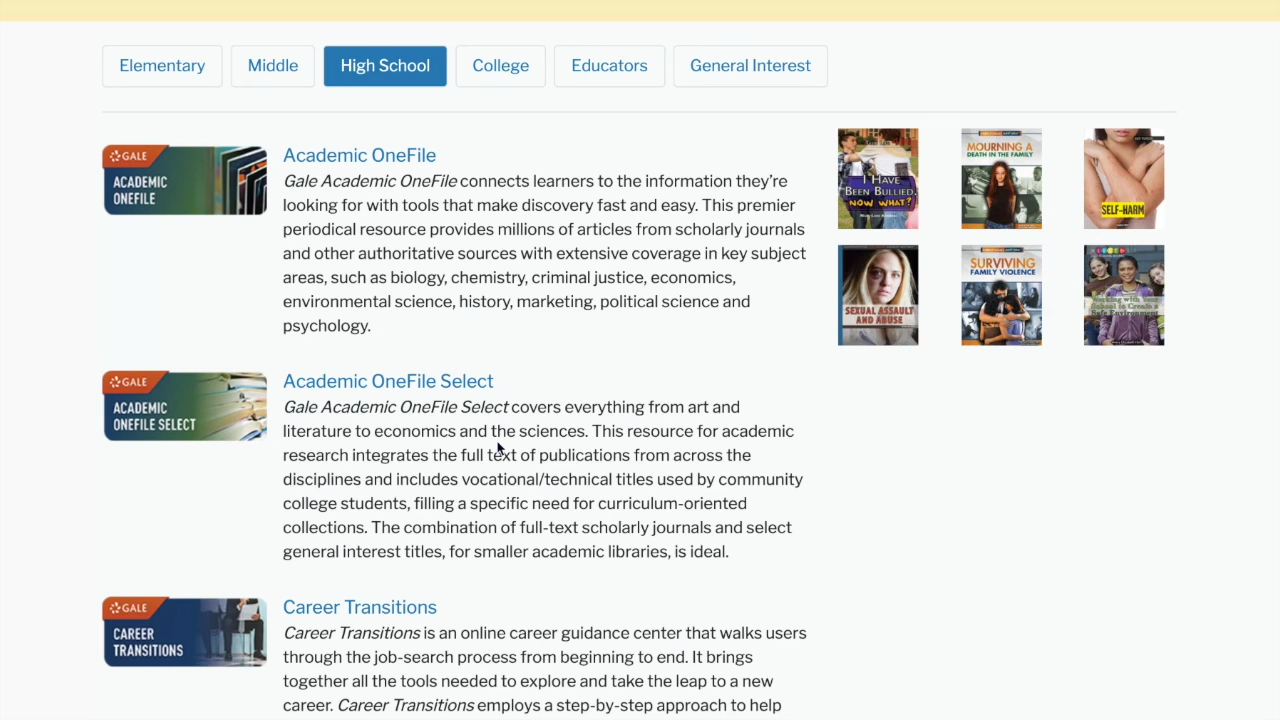 Elementary
Middle
High School
College
Educators
General Interest
GALE
ACADEMIC
ONEFILE
Academic OneFile
Gale Academic OneFile connects learners to the information they're
looking for with tools that make discovery fast and easy. This premier
periodical resource provides millions of articles from scholarly journals
and other authoritative sources with extensive coverage in key subject
areas, such as biology, chemistry, criminal justice, economics,
environmental science, history, marketing, political science and
psychology.
I HAVE
BEEN BULLIED.
NOW WHAT?
MOURNING A
DEATH IN THE FAMILY
SELF-HARM
SEXUAL ASSAULT
AND ABUSE
SURVIVING
FAMILY VIOLENCE
Working with Your
School to Create a
Safe Environment
GALE
ACADEMIC
ONEFILE SELECT
Academic OneFile Select
Gale Academic OneFile Select covers everything from art and
literature to economics and the sciences. This resource for academic
research integrates the full text of publications from across the
disciplines and includes vocational/technical titles used by community
college students, filling a specific need for curriculum-oriented
collections. The combination of full-text scholarly journals and select
general interest titles, for smaller academic libraries, is ideal.
GALE
CAREER
TRANSITIONS
Career Transitions
Career Transitions is an online career guidance center that walks users
through the job-search process from beginning to end. It brings
together all the tools needed to explore and take the leap to a new
career. Career Transitions employs a step-by-step approach to help